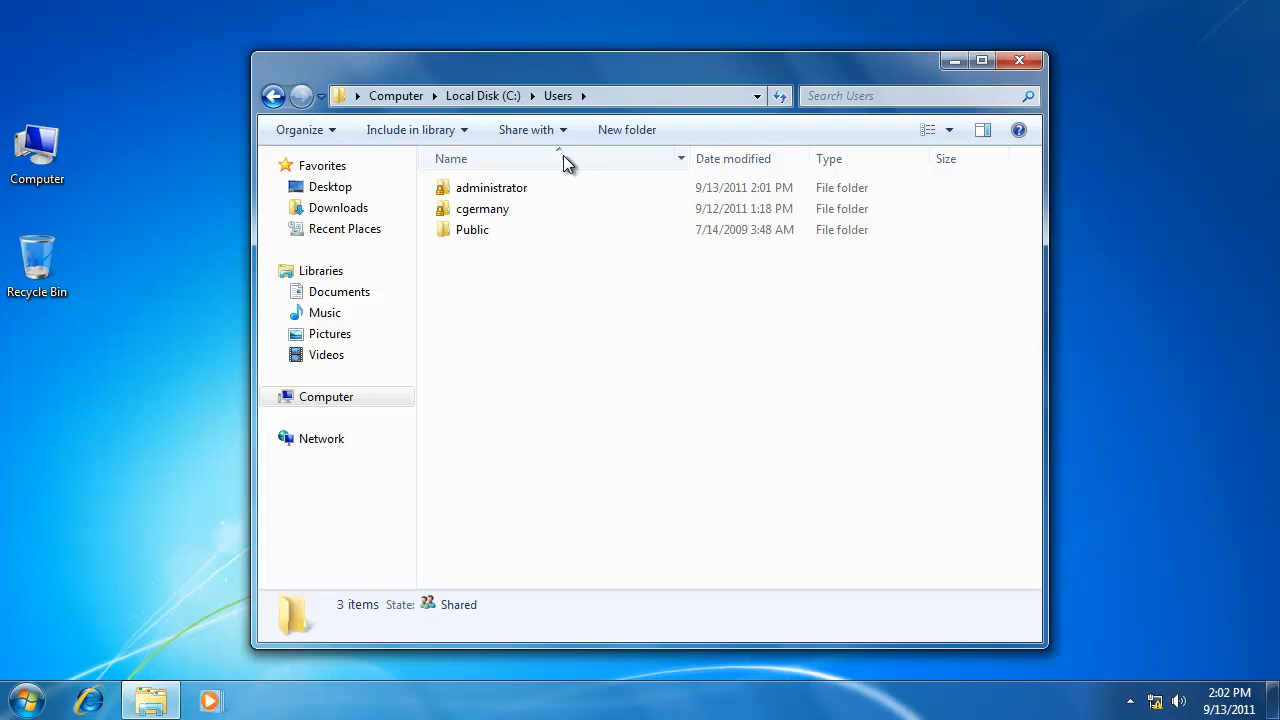 Computer
Recycle Bin
Computer Local Disk (C:) Users
Search Users
Organize Include in library Share with New folder
Name Date modified Type Size
Favorites
Desktop
Downloads
Recent Places
Libraries
Documents
Music
Pictures
Videos
Computer
Network
administrator 9/13/2011 2:01 PM File folder
cgermany 9/12/2011 1:18 PM File folder
Public 7/14/2009 3:48 AM File folder
3 items State: Shared
2:02 PM
9/13/2011